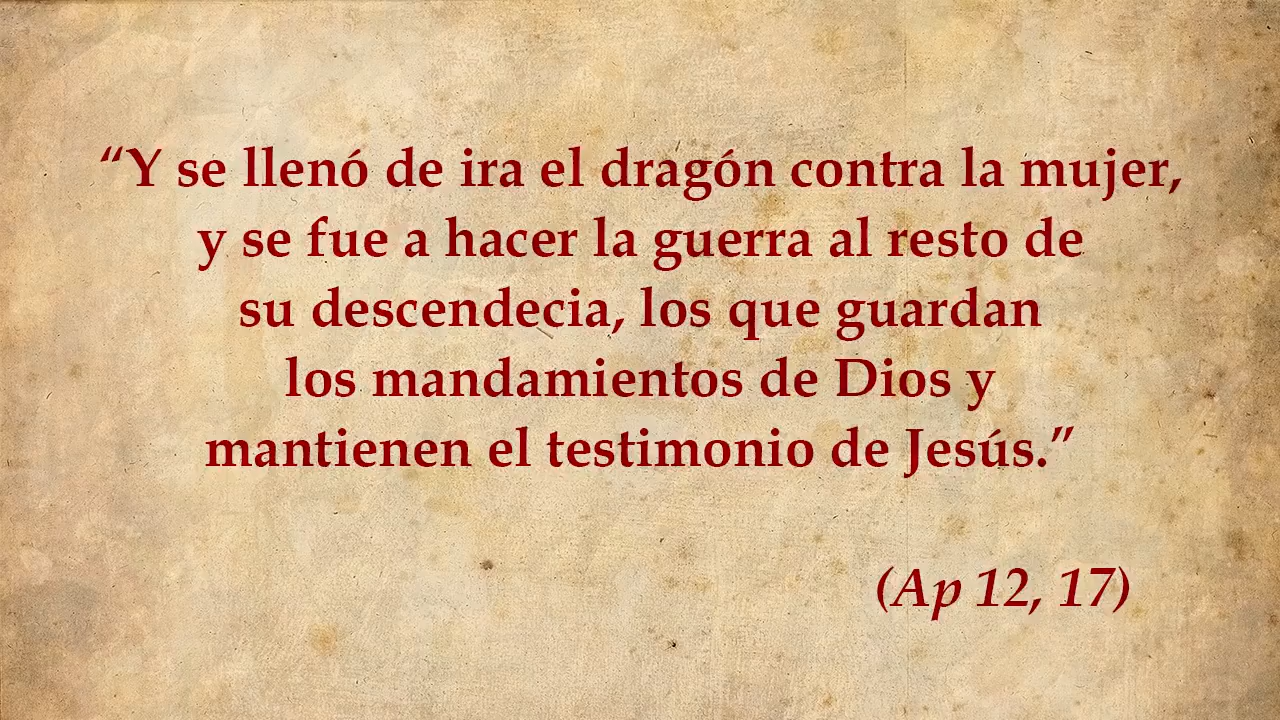 “Y se llenó de ira el dragón contra la mujer,
y se fue a hacer la guerra al resto de
su descendecia, los que guardan
los mandamientos de Dios y
mantienen el testimonio de Jesús.”
(Ap 12, 17)